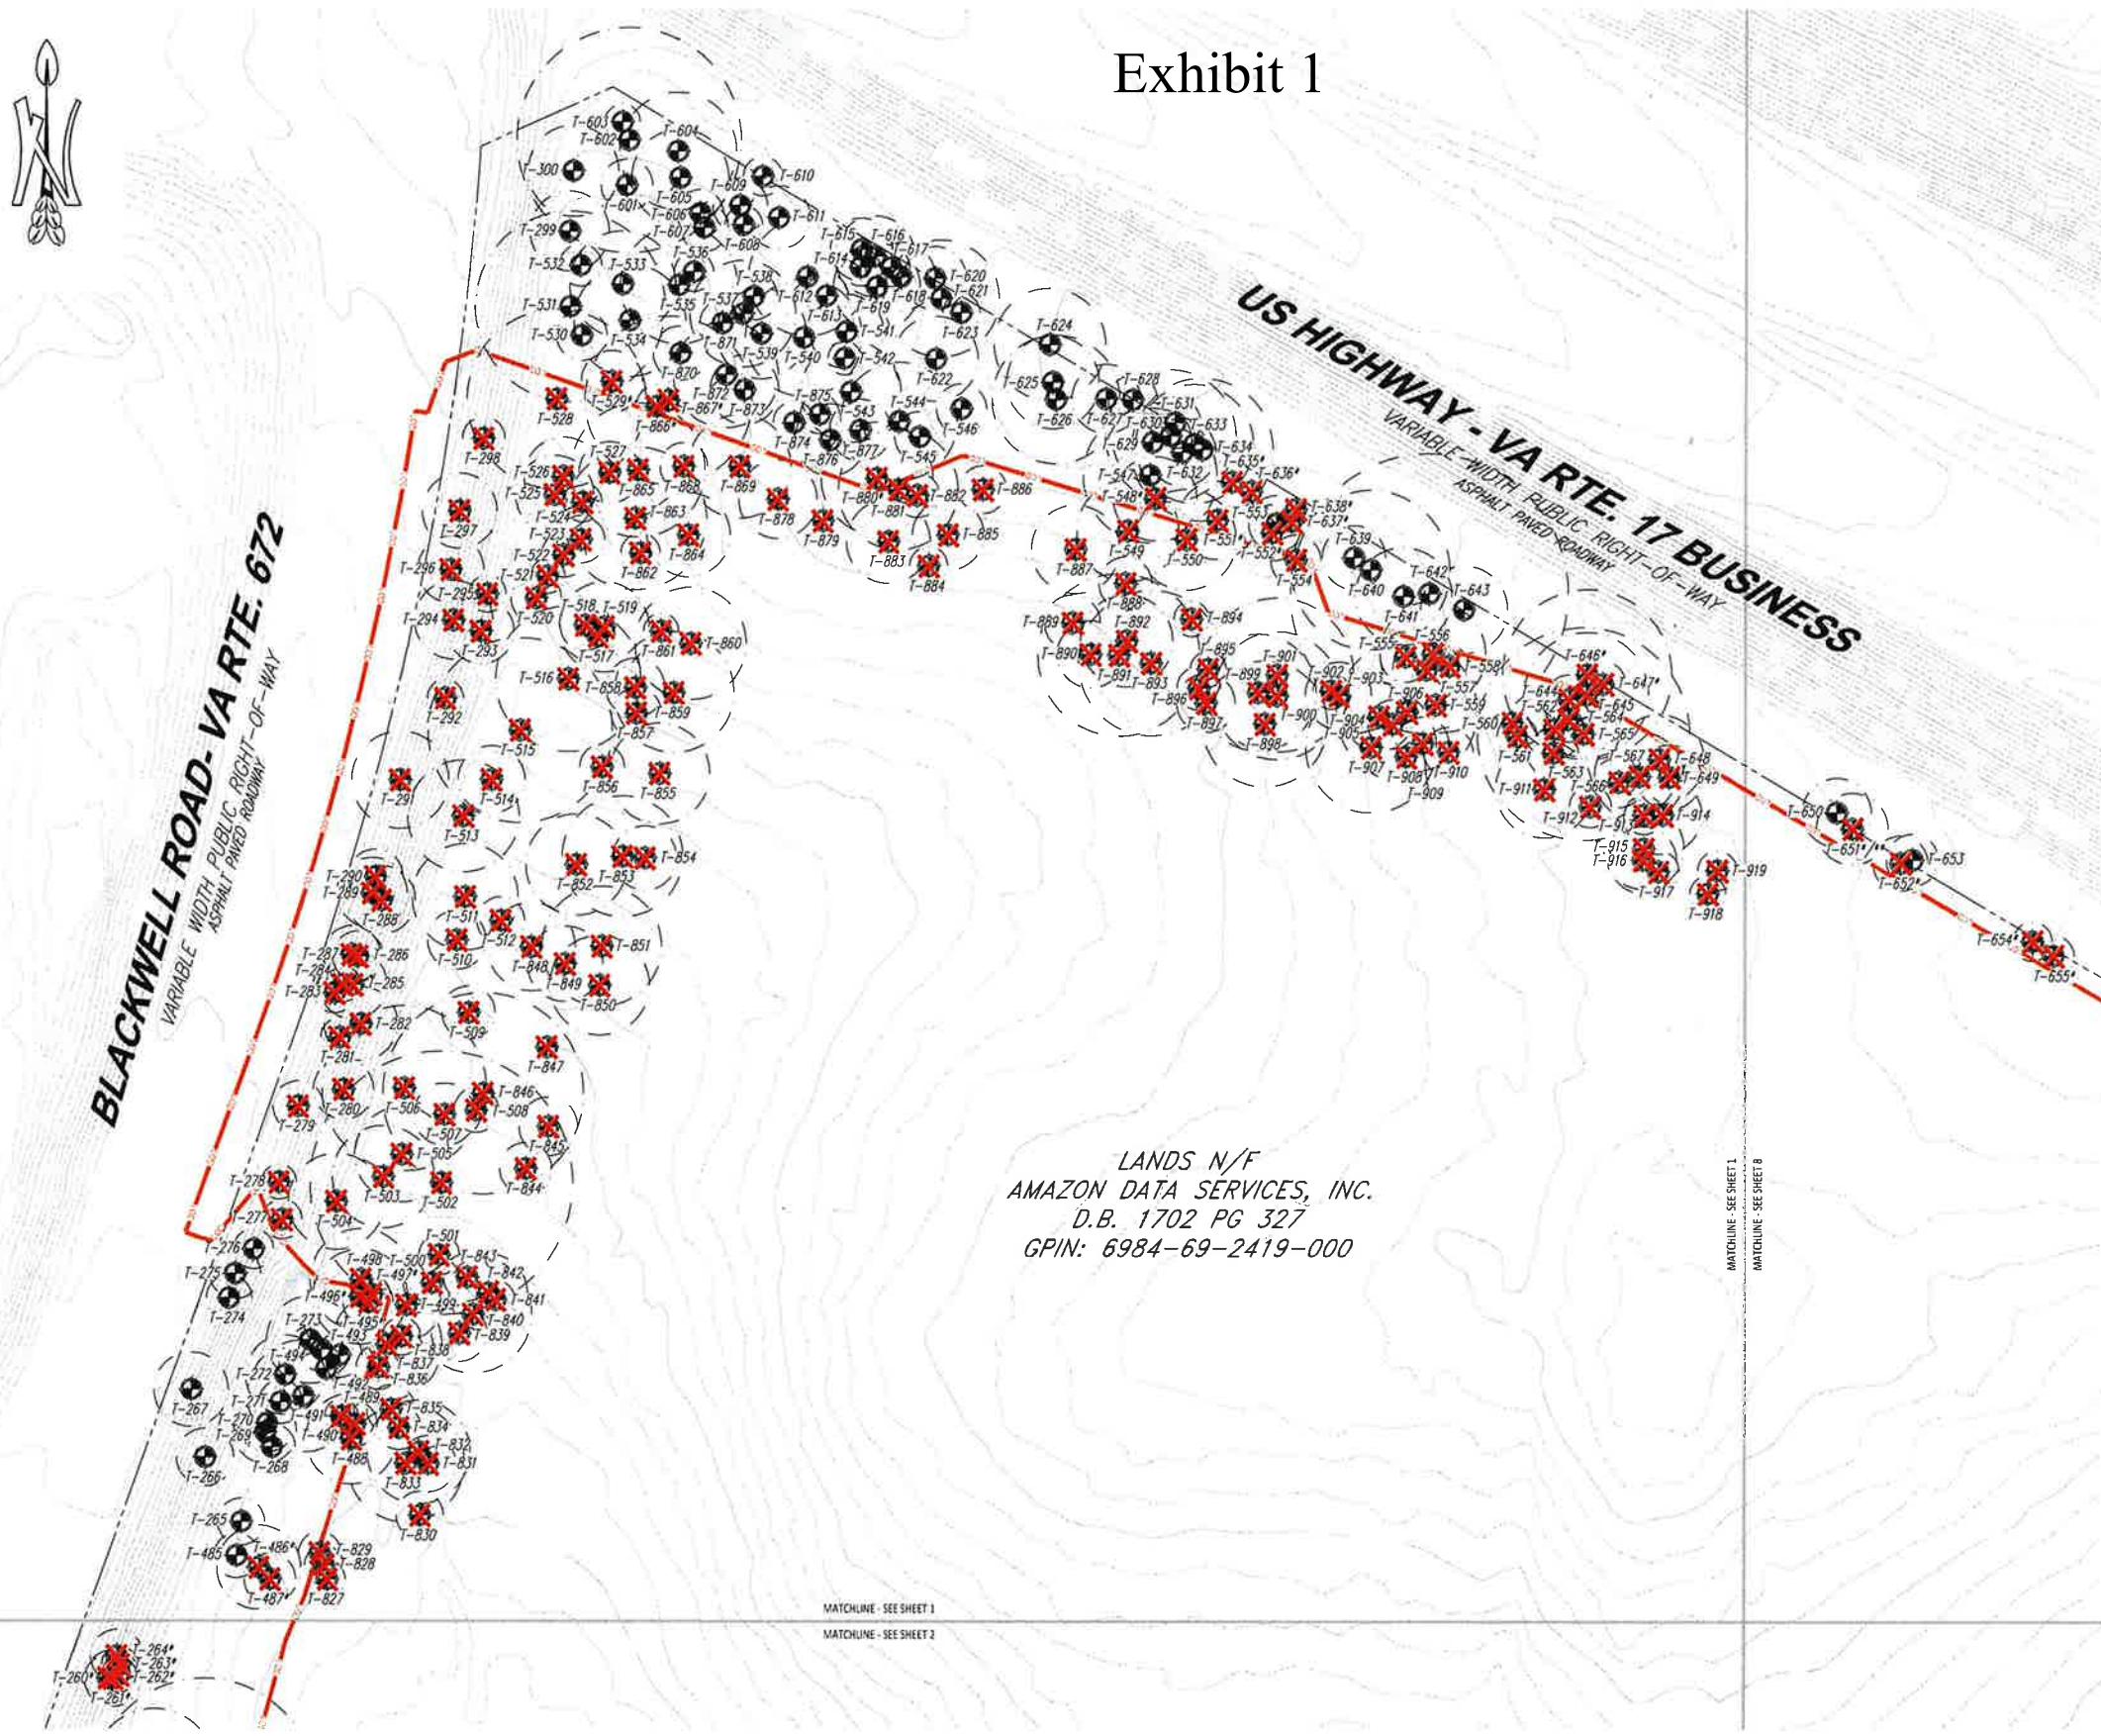 Exhibit 1
N
T-603
T-602
T-604
T-300
T-601
T-605
T-609
T-610
T-606
T-607
T-608
T-611
T-299
T-532
T-533
T-536
T-535
T-538
T-537
T-615
T-616
T-617
T-614
T-612
T-613
T-619
T-618
T-620
T-621
T-623
T-531
T-530
T-534
T-871
T-539
T-540
T-541
T-542
T-622
T-624
T-870
T-872
T-873
T-875
T-543
T-544
T-546
T-625
T-626
T-627
T-628
T-529*
T-528
T-867*
T-866*
T-874
T-876
T-877
T-545
T-631
T-630
T-629
T-633
T-634
T-632
T-547
T-635*
T-636*
US HIGHWAY - VA RTE. 17 BUSINESS
VARIABLE-WIDTH PUBLIC RIGHT-OF-WAY
ASPHALT PAVED ROADWAY
T-298
T-527
T-526
T-525
T-524
T-865
T-868
T-869
T-878
T-879
T-880*
T-881
T-882
T-886
T-548*
T-549
T-550
T-551*
T-553
T-552*
T-638*
T-637*
T-554
T-639
T-640
T-641
T-642
T-643
T-297
T-523
T-522
T-521
T-520
T-863
T-864
T-862
T-883
T-884
T-885
T-887
T-888
T-296
T-295
T-294
T-293
T-518
T-519
T-517
T-861
T-860
T-889
T-890
T-891
T-892
T-893
T-894
T-895
T-896
T-897
T-899
T-901
T-900
T-898
T-902
T-903
T-904
T-905
T-906
T-555
T-556
T-558
T-557
T-559
T-560
T-561
T-562
T-563
T-564
T-565
T-644
T-645
T-646*
T-647*
T-648
T-649
T-567
T-566
T-907
T-908
T-909
T-910
T-911
T-912
T-913
T-914
T-915
T-916
T-917
T-918
T-919
T-516
T-858
T-859
T-857
T-292
T-515
T-856
T-855
T-291
T-514
T-513
T-650
T-651*
T-652*
T-653
T-654*
T-655*
BLACKWELL ROAD- VA RTE. 672
VARIABLE WIDTH PUBLIC RIGHT-OF-WAY
ASPHALT PAVED ROADWAY
T-852
T-853
T-854
T-290
T-289
T-288
T-511
T-512
T-510
T-848
T-849
T-850
T-851
T-287
T-286
T-284
T-285
T-283
T-282
T-281
T-509
T-847
T-280
T-279
T-506
T-507
T-846
T-508
T-845
T-844
T-505
T-503
T-502
T-504
T-278
T-277
T-276
T-275
T-274
LANDS N/F
AMAZON DATA SERVICES, INC.
D.B. 1702 PG 327
GPIN: 6984-69-2419-000
MATCHLINE - SEE SHEET 1
MATCHLINE - SEE SHEET 8
T-501
T-500
T-498
T-497*
T-496*
T-495*
T-499
T-843
T-842
T-841
T-840
T-839
T-838
T-837
T-836
T-273
T-493
T-494
T-272
T-492
T-271
T-491
T-270
T-269
T-268
T-267
T-266
T-489
T-490
T-488
T-835
T-834
T-832
T-831
T-833
T-830
T-265
T-485
T-486*
T-487*
T-829
T-828
T-827
MATCHLINE - SEE SHEET 1
MATCHLINE - SEE SHEET 2
T-264*
T-263*
T-262*
T-260*
T-261*